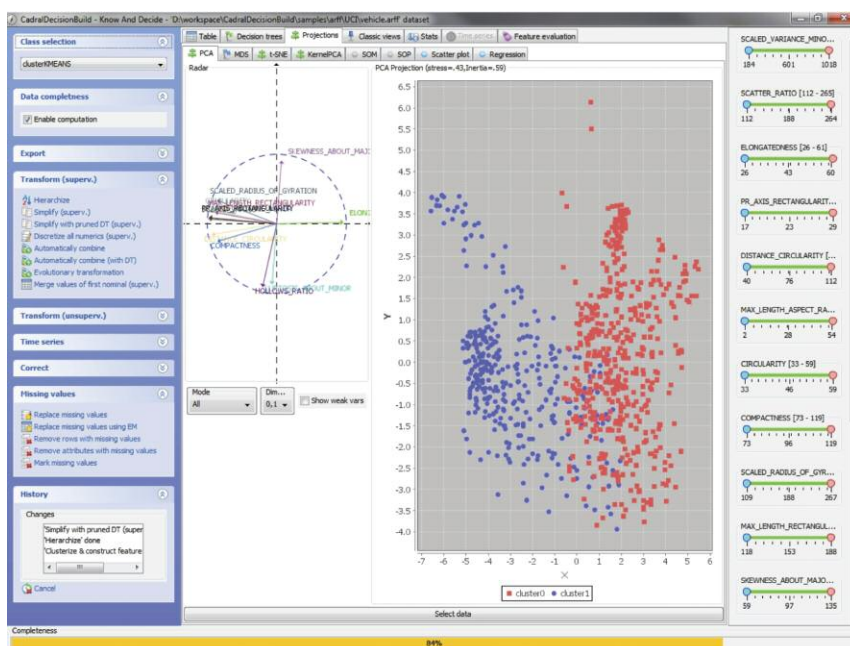 CadralDecisionBuild - Know And Decide - 'D:\workspace\CadralDecisionBuild\samples\arff\UCI\vehicle.arff' dataset
Class selection
clusterKMEANS
Data completness
Enable computation
Export
Transform (superv.)
Hierarchize
Simplify (superv.)
Simplify with pruned DT (superv.)
Discretize all numerics (superv.)
Automatically combine
Automatically combine (with DT)
Evolutionary transformation
Merge values of first nominal (superv.)
Transform (unsuperv.)
Time series
Correct
Missing values
Replace missing values
Replace missing values using EM
Remove rows with missing values
Remove attributes with missing values
Mark missing values
History
Changes
'Simplify with pruned DT (super
'Hierarchize' done
'Clusterize & construct feature
Cancel
Table Decision trees Projections Classic views Stats Time series Feature evaluation
PCA MDS t-SNE KernelPCA SOM SOP Scatter plot Regression
Radar
SKEWNESS_ABOUT_MAJ
SCALED_RADIUS_OF_GYRATION
MAX_LENGTH_RECTANGULARITY
PR_AXIS_RECTANGULARITY
ELONG
COMPACTNESS
HOLLOWS_RATIO
Mode
All
Dim...
0,1
Show weak vars
PCA Projection (stress=.43,Inertia=.59)
6.5
6.0
5.5
5.0
4.5
4.0
3.5
3.0
2.5
2.0
1.5
1.0
0.5
0.0
-0.5
-1.0
-1.5
-2.0
-2.5
-3.0
-3.5
-4.0
Y
-7 -6 -5 -4 -3 -2 -1 0 1 2 3 4 5 6
X
cluster0 cluster1
Select data
SCALED_VARIANCE_MINO...
184 601 1018
SCATTER_RATIO [112 - 265]
112 188 264
ELONGATEDNESS [26 - 61]
26 43 60
PR_AXIS_RECTANGULARIT...
17 23 29
DISTANCE_CIRCULARITY [...
40 76 112
MAX_LENGTH_ASPECT_RA...
2 28 54
CIRCULARITY [33 - 59]
33 46 59
COMPACTNESS [73 - 119]
73 96 119
SCALED_RADIUS_OF_GYR...
109 188 267
MAX_LENGTH_RECTANGUL...
118 153 188
SKEWNESS_ABOUT_MAJO...
59 97 135
Completeness
84%